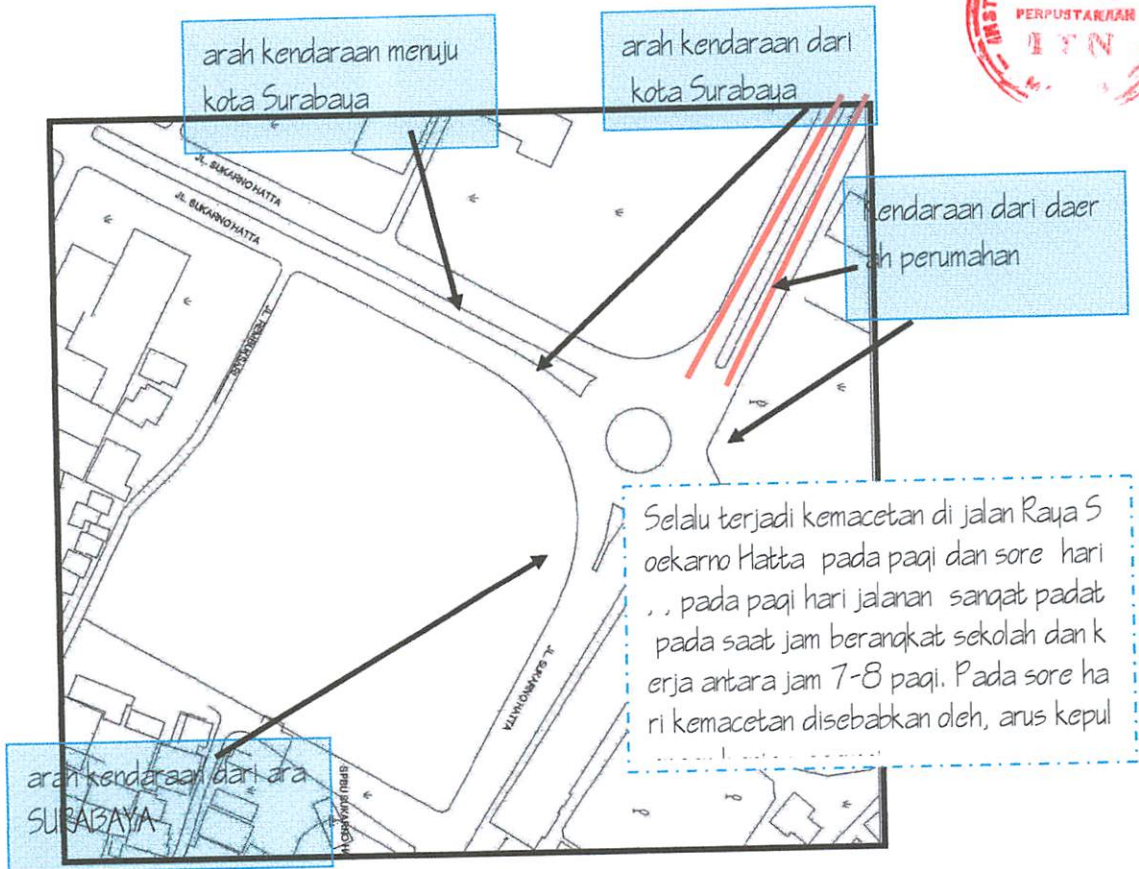 PERPUSTAKAAN
ITN
arah kendaraan menuju
kota Surabaya
arah kendaraan dari
kota Surabaya
JL. SUKARNO HATTA
JL. SUKARNO HATTA
Kendaraan dari daer
ah perumahan
Selalu terjadi kemacetan di jalan Raya S
oekarno Hatta pada pagi dan sore hari
., pada pagi hari jalanan sangat padat
pada saat jam berangkat sekolah dan k
erja antara jam 7-8 pagi. Pada sore ha
ri kemacetan disebabkan oleh, arus kepul
JL. SUKARNO HATTA
arah kendaraan dari ara
SURABAYA
SPBU SUKARNO H